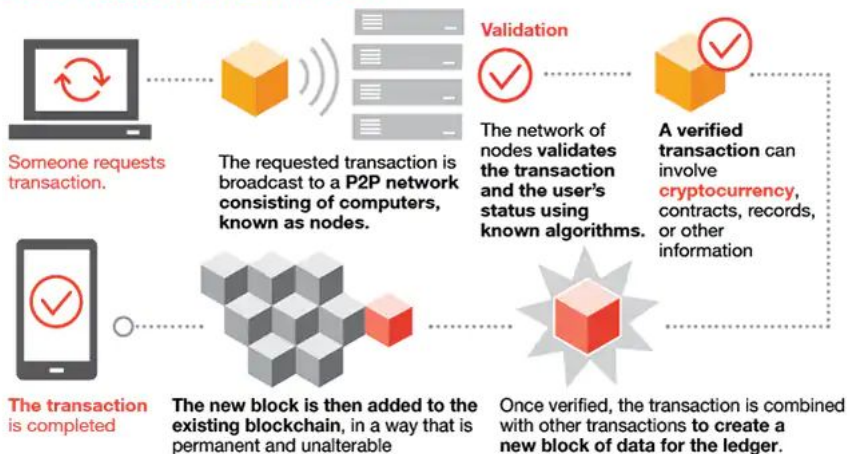 Someone requests
transaction.
The requested transaction is
broadcast to a P2P network
consisting of computers,
known as nodes.
Validation
The network of
nodes validates
the transaction
and the user's
status using
known algorithms.
A verified
transaction can
involve
cryptocurrency,
contracts, records,
or other
information
Once verified, the transaction is combined
with other transactions to create a
new block of data for the ledger.
The new block is then added to the
existing blockchain, in a way that is
permanent and unalterable
The transaction
is completed